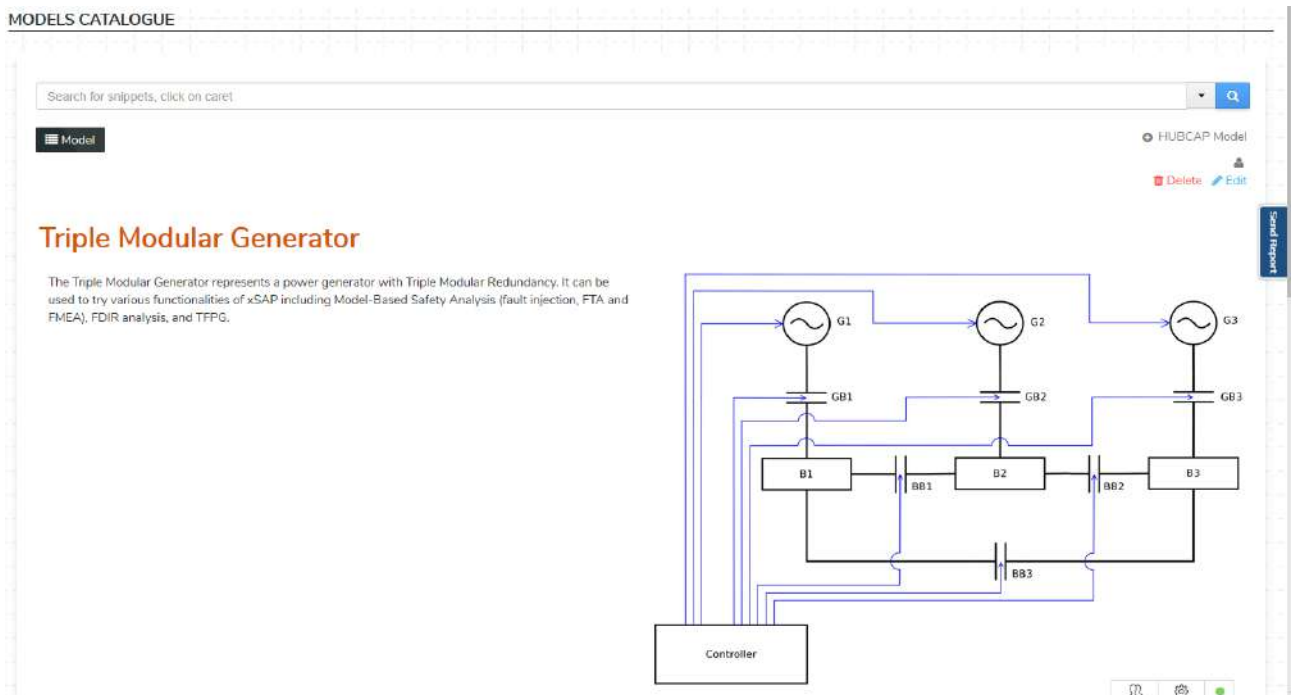 MODELS CATALOGUE
Search for snippets, click on caret
Model
HUBCAP Model
Delete Edit
Send Report
Triple Modular Generator
The Triple Modular Generator represents a power generator with Triple Modular Redundancy. It can be
used to try various functionalities of xSAP including Model-Based Safety Analysis (fault injection, FTA and
FMEA), FDIR analysis, and TFPG.
G1 G2 G3
GB1 GB2 GB3
B1 BB1 B2 BB2 B3
BB3
Controller